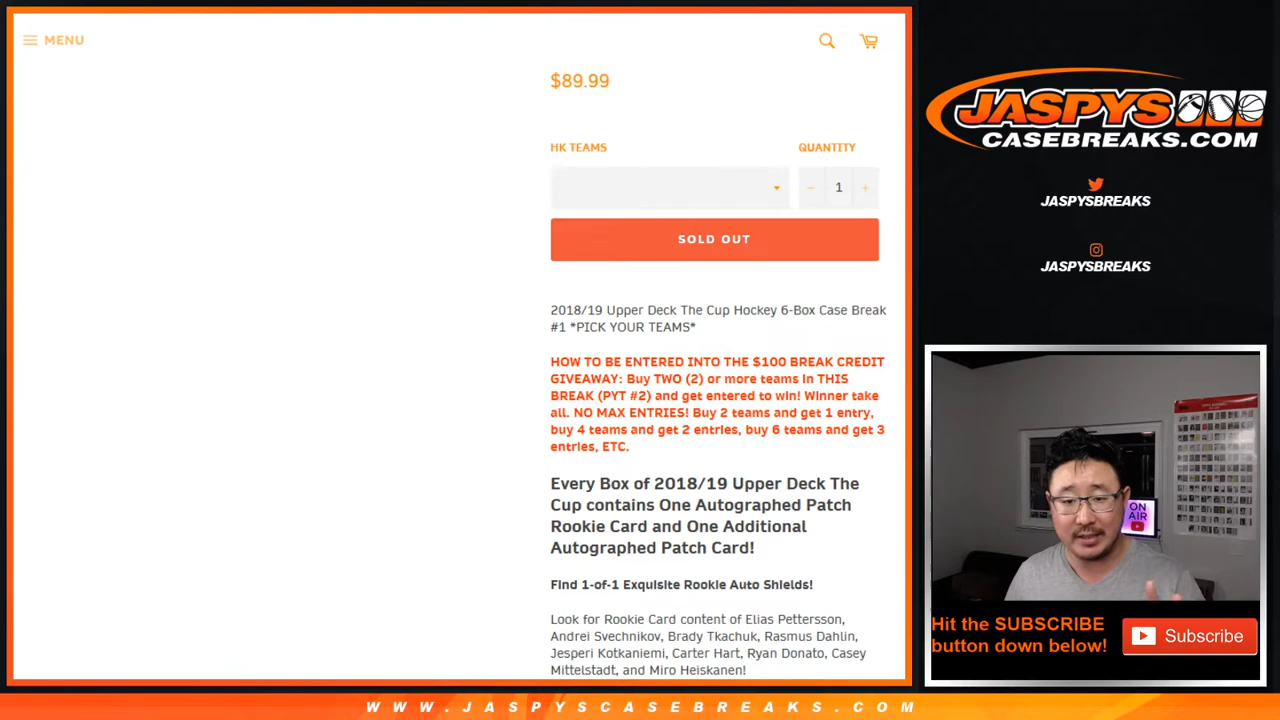 MENU
$89.99
HK TEAMS
QUANTITY
− 1 +
SOLD OUT
2018/19 Upper Deck The Cup Hockey 6-Box Case Break
#1 *PICK YOUR TEAMS*
HOW TO BE ENTERED INTO THE $100 BREAK CREDIT
GIVEAWAY: Buy TWO (2) or more teams in THIS
BREAK (PYT #2) and get entered to win! Winner take
all. NO MAX ENTRIES! Buy 2 teams and get 1 entry,
buy 4 teams and get 2 entries, buy 6 teams and get 3
entries, ETC.
Every Box of 2018/19 Upper Deck The
Cup contains One Autographed Patch
Rookie Card and One Additional
Autographed Patch Card!
Find 1-of-1 Exquisite Rookie Auto Shields!
Look for Rookie Card content of Elias Pettersson,
Andrei Svechnikov, Brady Tkachuk, Rasmus Dahlin,
Jesperi Kotkaniemi, Carter Hart, Ryan Donato, Casey
Mittelstadt, and Miro Heiskanen!
JASPYS
CASEBREAKS.COM
JASPYSBREAKS
JASPYSBREAKS
ON
AIR
Hit the SUBSCRIBE
button down below!
Subscribe
WWW.JASPYSCASEBREAKS.COM